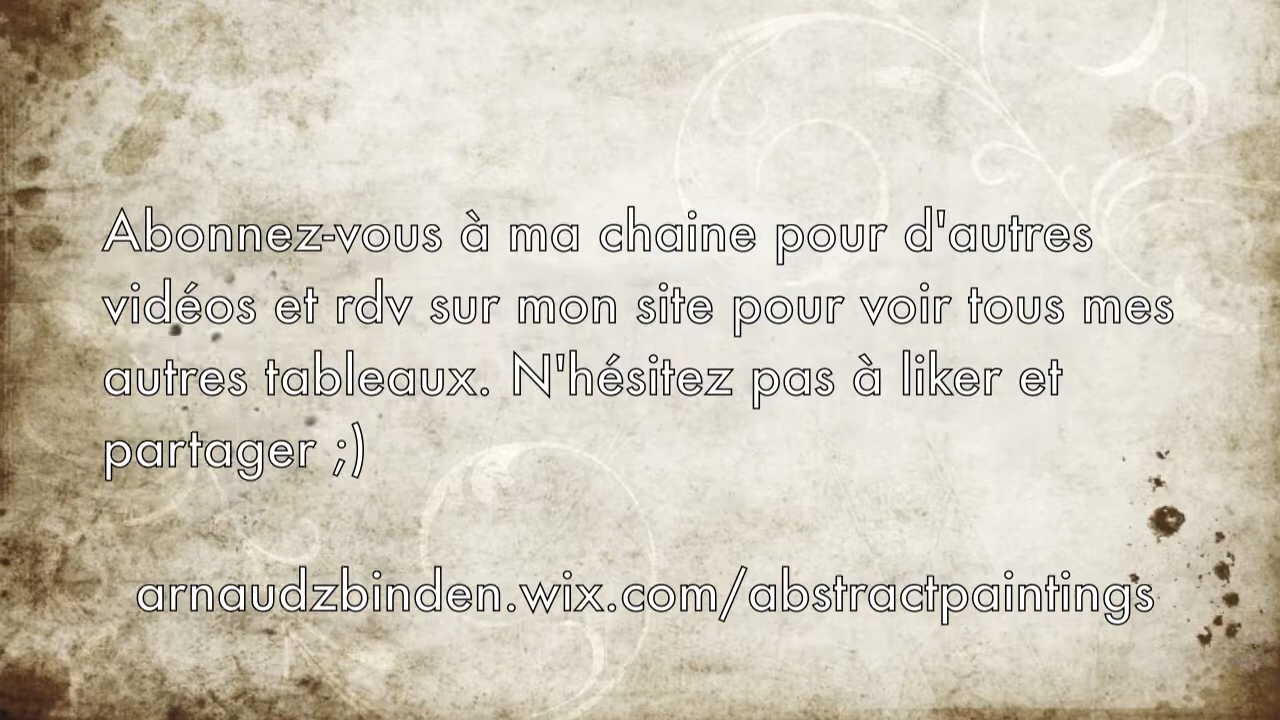 Abonnez-vous à ma chaine pour d'autres
vidéos et rdv sur mon site pour voir tous mes
autres tableaux. N'hésitez pas à liker et
partager ;)
arnaudzbinden.wix.com/abstractpaintings